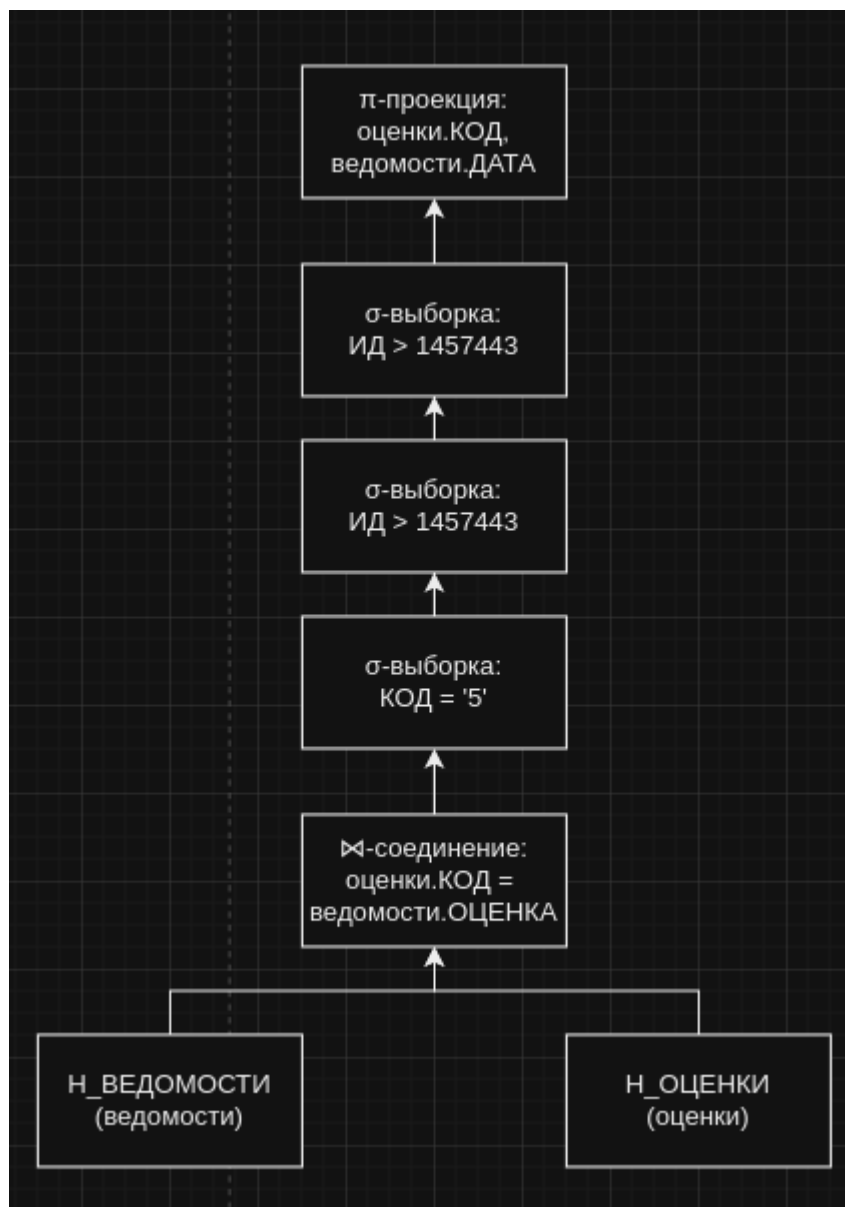 π-проекция:
оценки.КОД,
ведомости.ДАТА
σ-выборка:
ИД > 1457443
σ-выборка:
ИД > 1457443
σ-выборка:
КОД = '5'
⋈-соединение:
оценки.КОД =
ведомости.ОЦЕНКА
Н_ВЕДОМОСТИ
(ведомости)
Н_ОЦЕНКИ
(оценки)